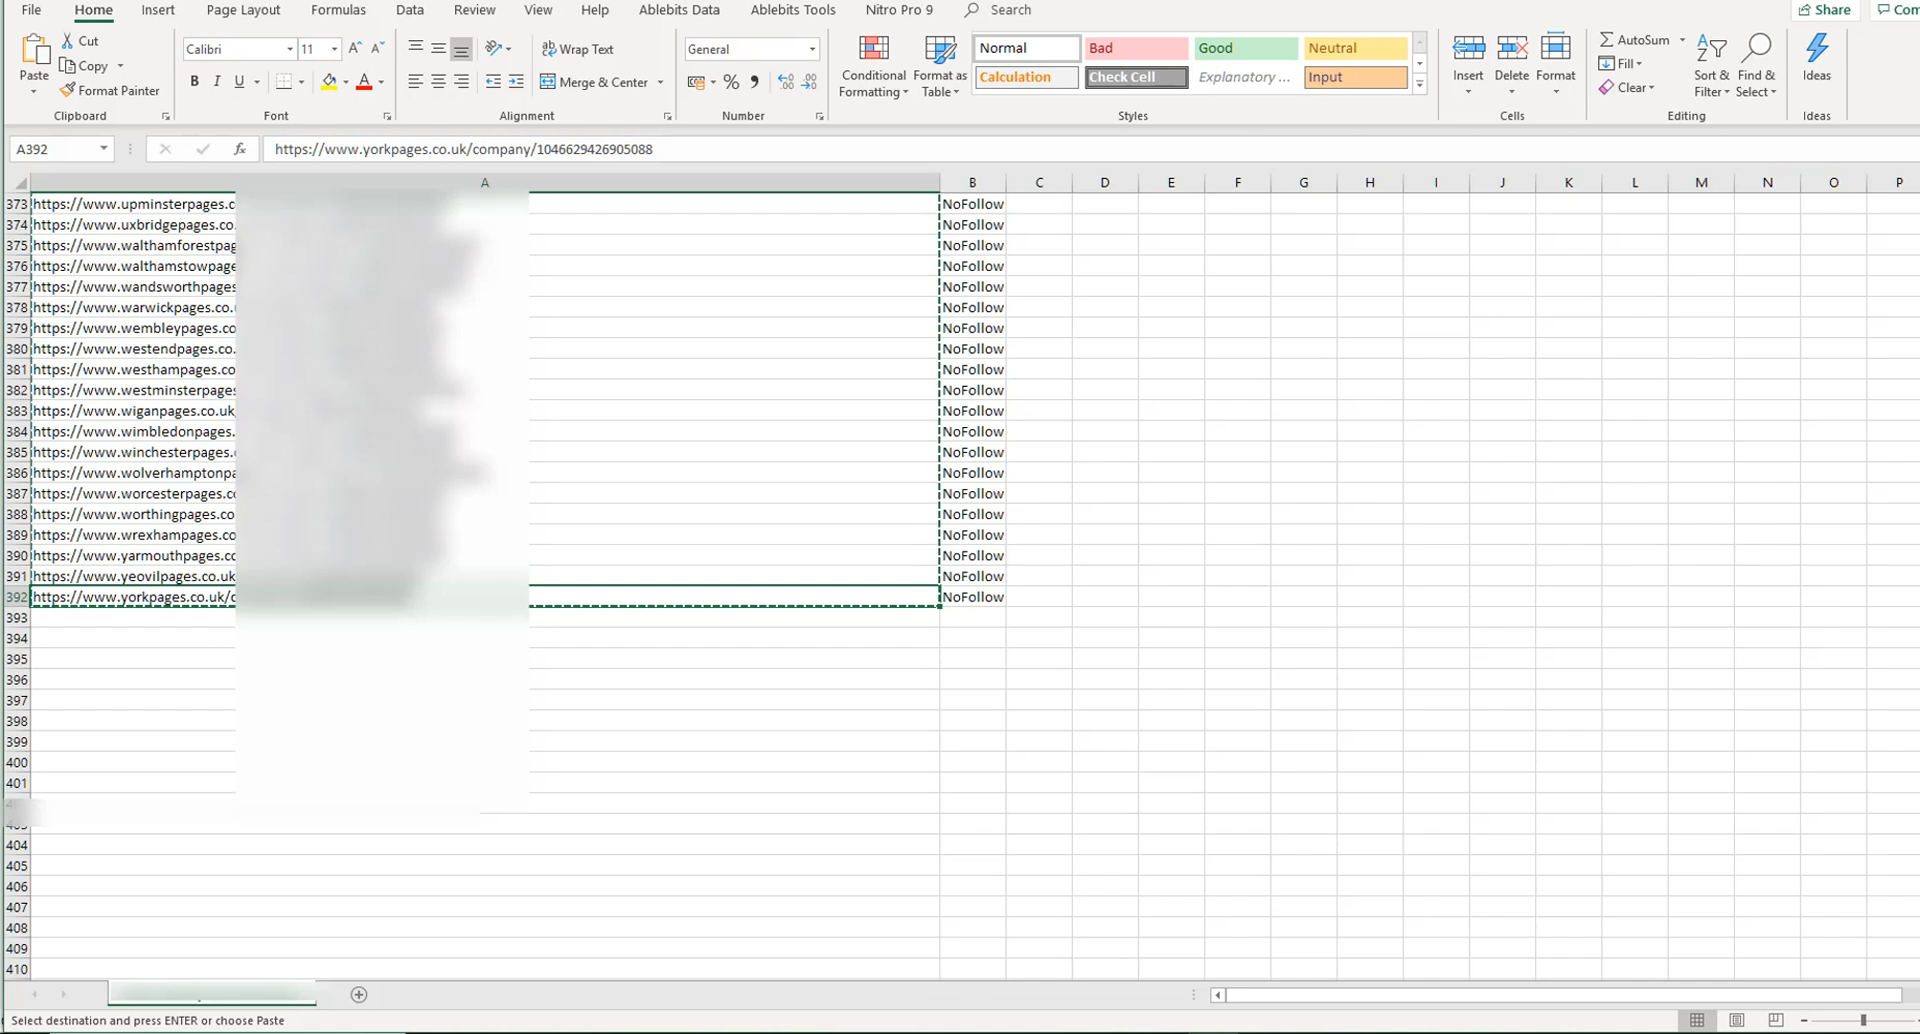 File Home Insert Page Layout Formulas Data Review View Help Ablebits Data Ablebits Tools Nitro Pro 9 Search Share Com
Paste Cut Calibri 11 Wrap Text General Conditional Formatting Format as Table Normal Bad Good Neutral Insert Delete Format AutoSum Sort & Filter Find & Select Ideas
Copy Fill
Format Painter B I U A Merge & Center % Calculation Check Cell Explanatory ... Input Clear
Clipboard Font Alignment Number Styles Cells Editing Ideas
A392 fx https://www.yorkpages.co.uk/company/1046629426905088
A B C D E F G H I J K L M N O P
373 https://www.upminsterpages.c NoFollow
374 https://www.uxbridgepages.co. NoFollow
375 https://www.walthamforestpag NoFollow
376 https://www.walthamstowpage NoFollow
377 https://www.wandsworthpages NoFollow
378 https://www.warwickpages.co. NoFollow
379 https://www.wembleypages.co NoFollow
380 https://www.westendpages.co. NoFollow
381 https://www.westhampages.co NoFollow
382 https://www.westminsterpages NoFollow
383 https://www.wiganpages.co.uk NoFollow
384 https://www.wimbledonpages. NoFollow
385 https://www.winchesterpages. NoFollow
386 https://www.wolverhamptonpa NoFollow
387 https://www.worcesterpages.co NoFollow
388 https://www.worthingpages.co NoFollow
389 https://www.wrexhampages.co NoFollow
390 https://www.yarmouthpages.co NoFollow
391 https://www.yeovilpages.co.uk NoFollow
392 https://www.yorkpages.co.uk/c NoFollow
393
394
395
396
397
398
399
400
401
404
405
406
407
408
409
410
Select destination and press ENTER or choose Paste